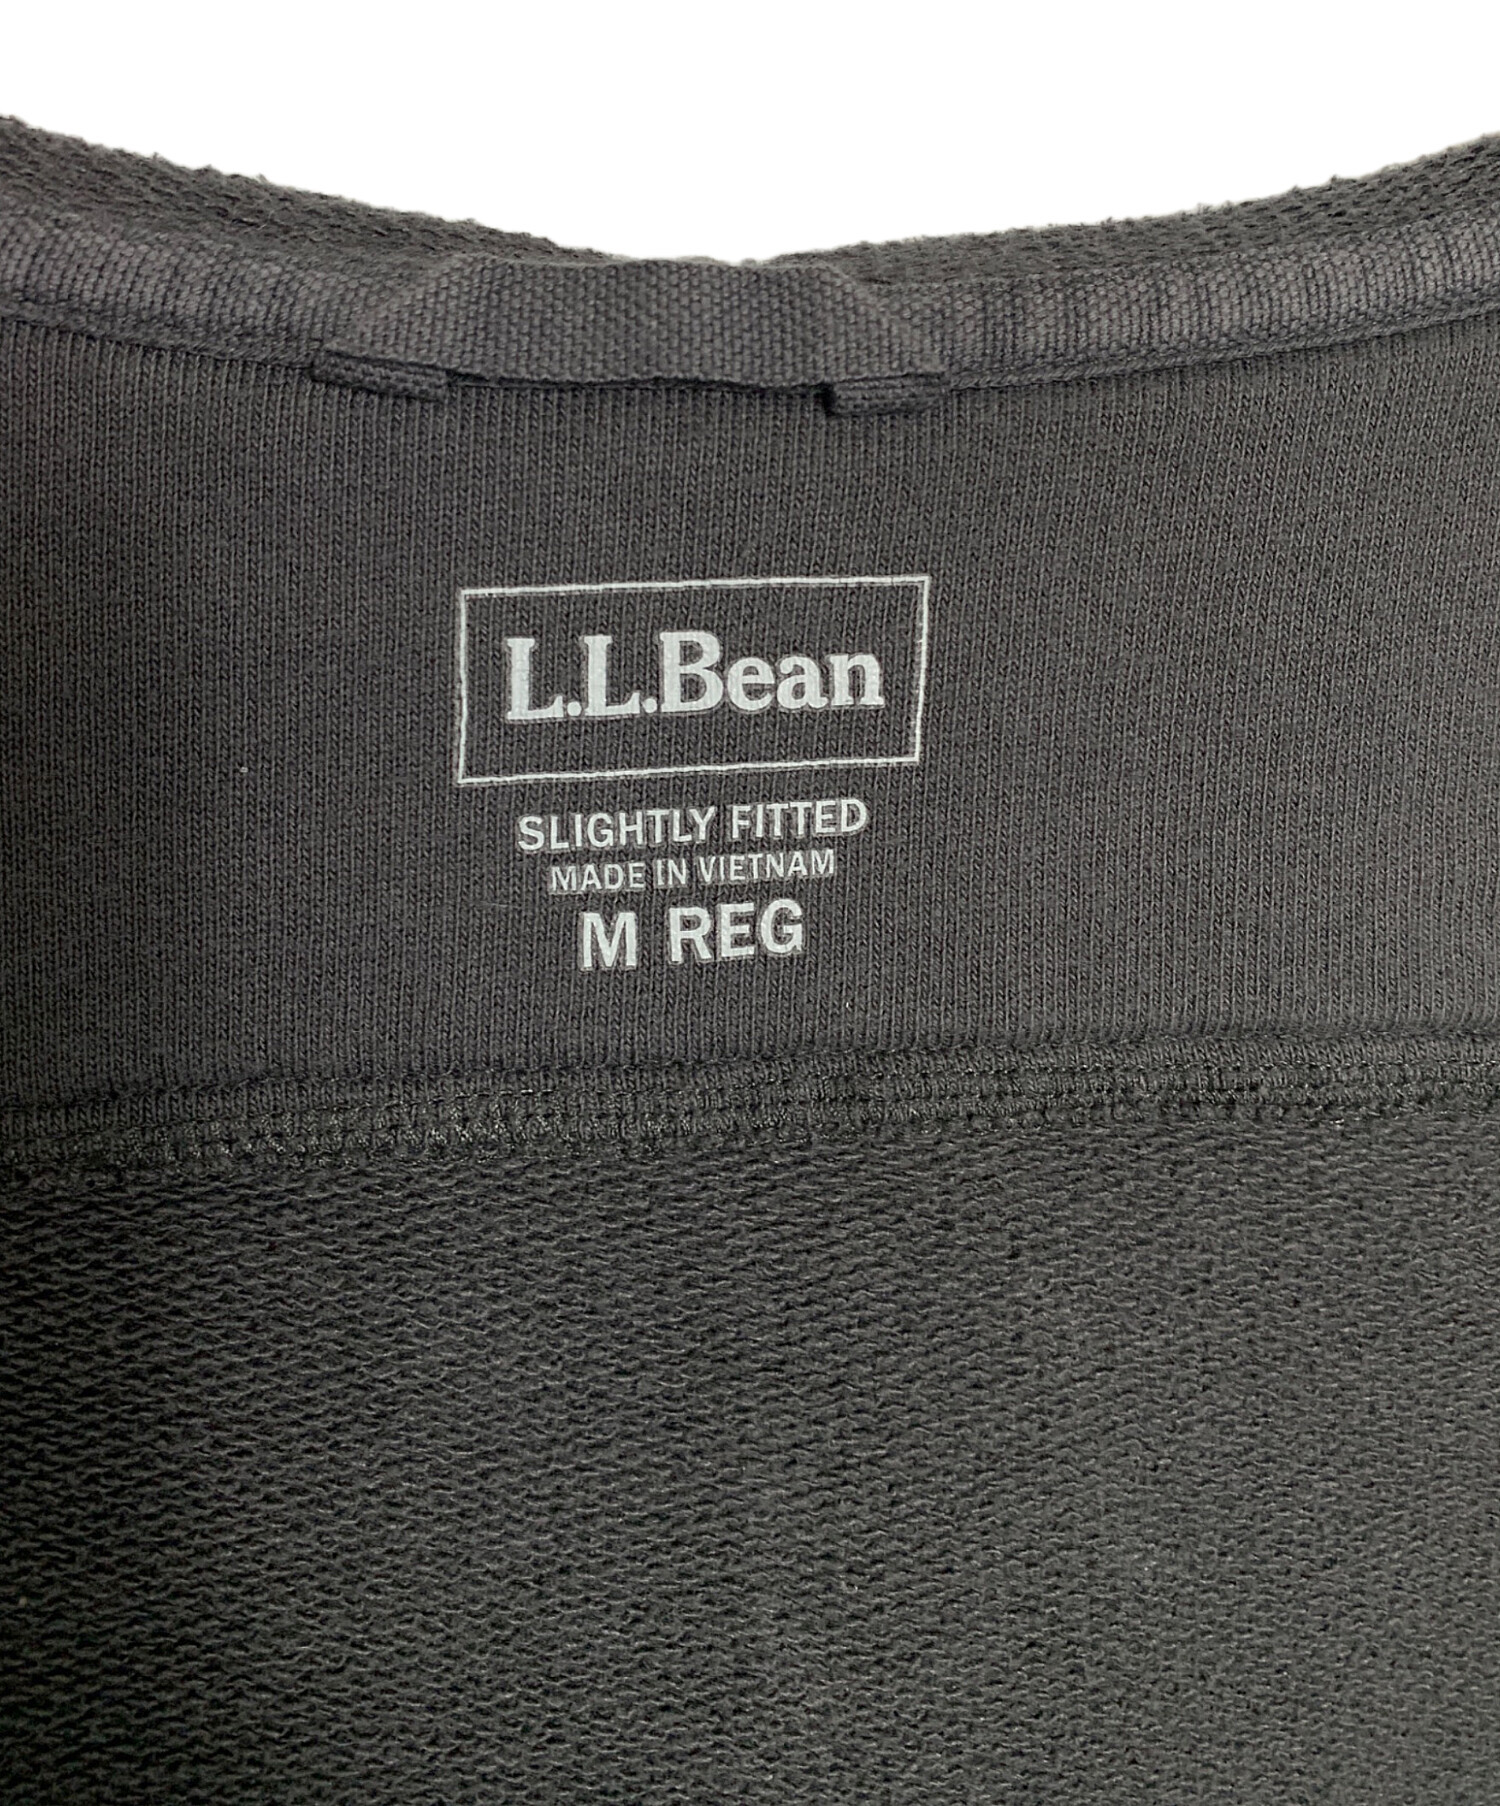 L.L.Bean
SLIGHTLY FITTED
MADE IN VIETNAM
M REG